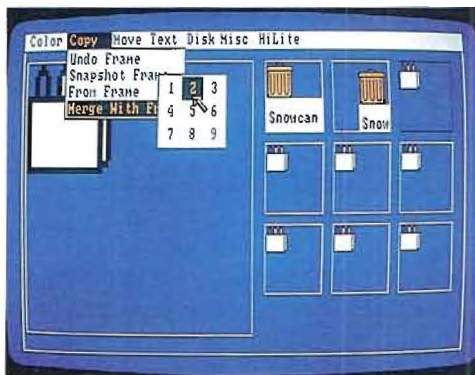 Color Copy Move Text Disk Misc HiLite
Undo Frame
Snapshot Frame
From Frame
Merge With Fr
1 2 3
4 5 6
7 8 9
Snowcan
Snow